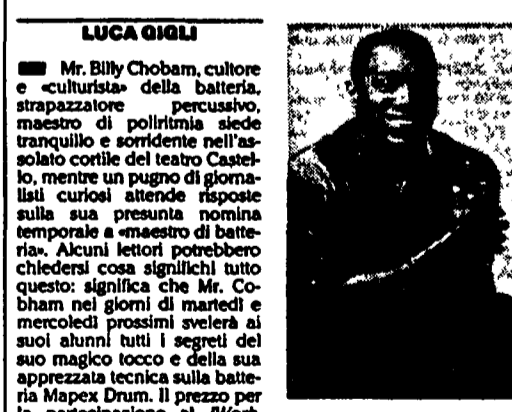 LUCA GIGLI
Mr. Billy Chobam, cultore
e «culturista» della batteria,
strapazzatore percussivo,
maestro di poliritmia siede
tranquillo e sorridente nell'as-
solato cortile del teatro Castel-
lo, mentre un pugno di giorna-
listi curiosi attende risposte
sulla sua presunta nomina
temporale a «maestro di batte-
ria». Alcuni lettori potrebbero
chiedersi cosa significhi tutto
questo: significa che Mr. Co-
bham nei giorni di martedì e
mercoledì prossimi svelerà ai
suoi alunni tutti i segreti del
suo magico tocco e della sua
apprezzata tecnica sulla batte-
ria Mapex Drum. Il prezzo per